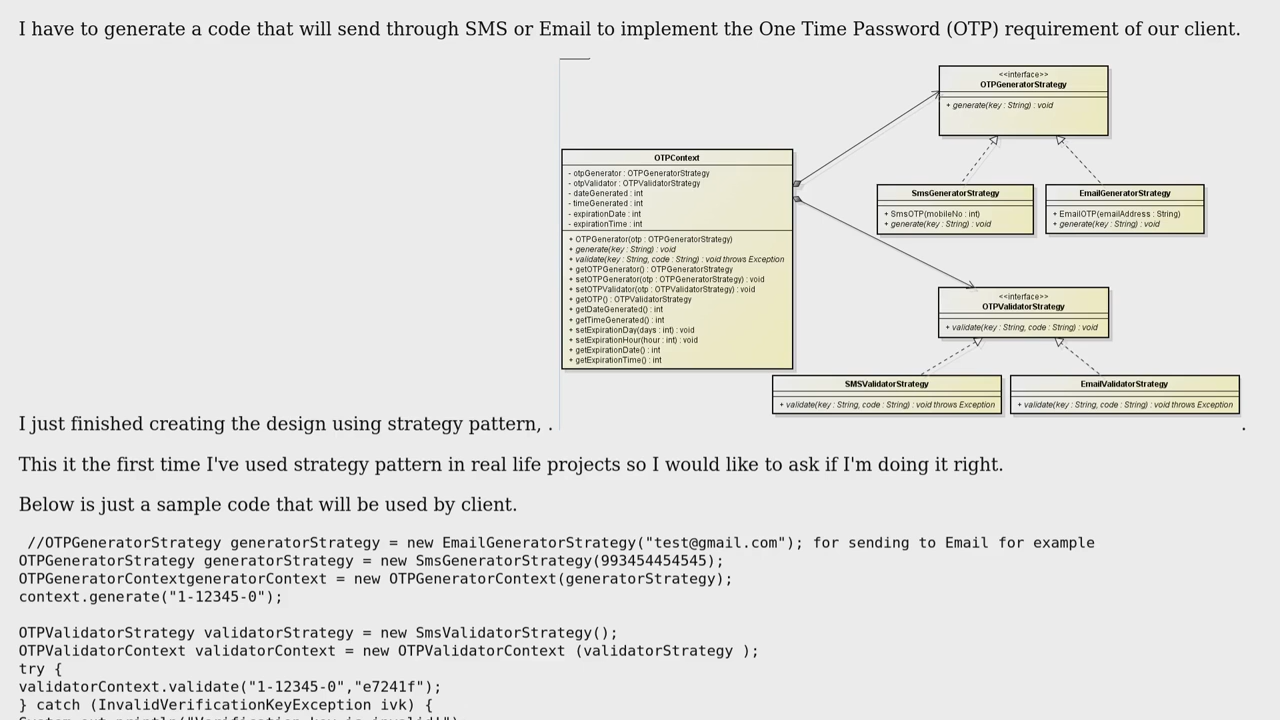 I have to generate a code that will send through SMS or Email to implement the One Time Password (OTP) requirement of our client.
<<interface>>
OTPGeneratorStrategy
+ generate(key : String) : void
OTPContext
- otpGenerator : OTPGeneratorStrategy
- otpValidator : OTPValidatorStrategy
- dateGenerated : int
- timeGenerated : int
- expirationDate : int
- expirationTime : int
+ OTPGenerator(otp : OTPGeneratorStrategy)
+ generate(key : String) : void
+ validate(key : String, code : String) : void throws Exception
+ getOTPGenerator() : OTPGeneratorStrategy
+ setOTPGenerator(otp : OTPGeneratorStrategy) : void
+ setOTPValidator(otp : OTPValidatorStrategy) : void
+ getOTP() : OTPValidatorStrategy
+ getDateGenerated() : int
+ getTimeGenerated() : int
+ setExpirationDay(days : int) : void
+ setExpirationHour(hour : int) : void
+ getExpirationDate() : int
+ getExpirationTime() : int
SmsGeneratorStrategy
+ SmsOTP(mobileNo : int)
+ generate(key : String) : void
EmailGeneratorStrategy
+ EmailOTP(emailAddress : String)
+ generate(key : String) : void
<<interface>>
OTPValidatorStrategy
+ validate(key : String, code : String) : void
SMSValidatorStrategy
+ validate(key : String, code : String) : void throws Exception
EmailValidatorStrategy
+ validate(key : String, code : String) : void throws Exception
I just finished creating the design using strategy pattern, . .
This it the first time I've used strategy pattern in real life projects so I would like to ask if I'm doing it right.
Below is just a sample code that will be used by client.
//OTPGeneratorStrategy generatorStrategy = new EmailGeneratorStrategy("test@gmail.com"); for sending to Email for example
OTPGeneratorStrategy generatorStrategy = new SmsGeneratorStrategy(993454454545);
OTPGeneratorContextgeneratorContext = new OTPGeneratorContext(generatorStrategy);
context.generate("1-12345-0");
OTPValidatorStrategy validatorStrategy = new SmsValidatorStrategy();
OTPValidatorContext validatorContext = new OTPValidatorContext (validatorStrategy );
try {
validatorContext.validate("1-12345-0","e7241f");
} catch (InvalidVerificationKeyException ivk) {
System.out.println("Verification key is invalid!")